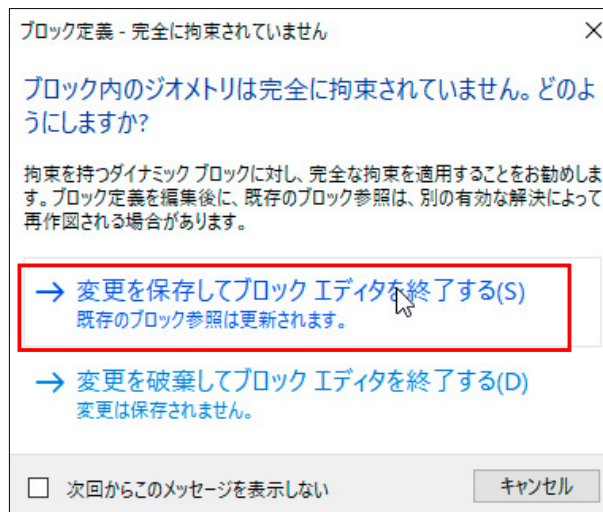 ブロック定義 - 完全に拘束されていません
ブロック内のジオメトリは完全に拘束されていません。どのよ
うにしますか?
拘束を持つダイナミック ブロックに対し、完全な拘束を適用することをお勧めしま
す。ブロック定義を編集後に、既存のブロック参照は、別の有効な解決によって
再作図される場合があります。
→ 変更を保存してブロック エディタを終了する(S)
既存のブロック参照は更新されます。
→ 変更を破棄してブロック エディタを終了する(D)
変更は保存されません。
次回からこのメッセージを表示しない
キャンセル